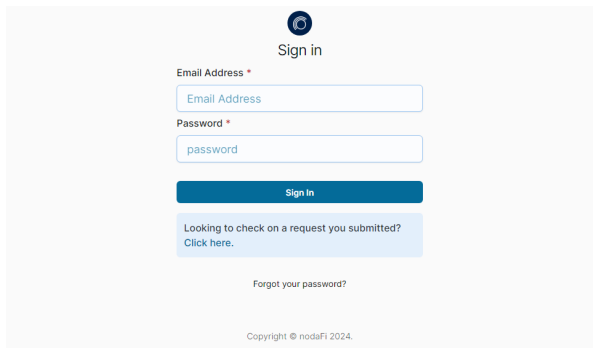 Sign in
Email Address *
Email Address
Password *
password
Sign In
Looking to check on a request you submitted?
Click here.
Forgot your password?
Copyright © nodaFi 2024.